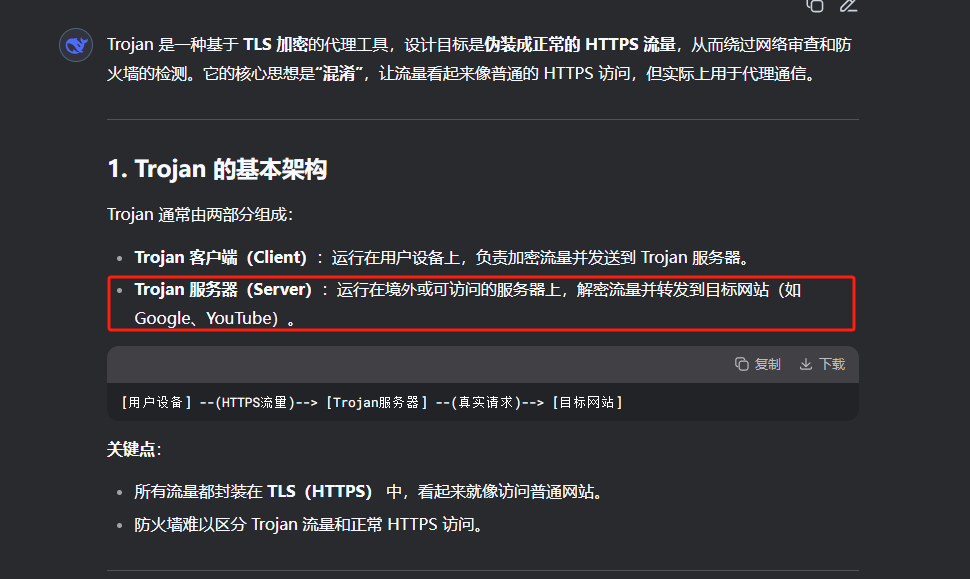 Trojan 是一种基于 TLS 加密的代理工具，设计目标是伪装成正常的 HTTPS 流量，从而绕过网络审查和防
火墙的检测。它的核心思想是“混淆”，让流量看起来像普通的 HTTPS 访问，但实际上用于代理通信。
1. Trojan 的基本架构
Trojan 通常由两部分组成：
• Trojan 客户端（Client）：运行在用户设备上，负责加密流量并发送到 Trojan 服务器。
• Trojan 服务器（Server）：运行在境外或可访问的服务器上，解密流量并转发到目标网站（如
Google、YouTube）。
复制 下载
[用户设备] --(HTTPS流量)--> [Trojan服务器] --(真实请求)--> [目标网站]
关键点：
• 所有流量都封装在 TLS（HTTPS） 中，看起来就像访问普通网站。
• 防火墙难以区分 Trojan 流量和正常 HTTPS 访问。